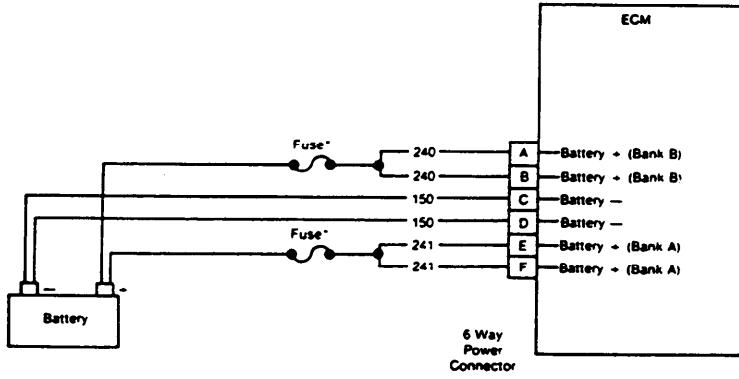 ECM
Fuse*
240 A Battery + (Bank B)
240 B Battery + (Bank B)
150 C Battery —
150 D Battery —
Fuse*
241 E Battery + (Bank A)
241 F Battery + (Bank A)
— +
Battery
6 Way
Power
Connector